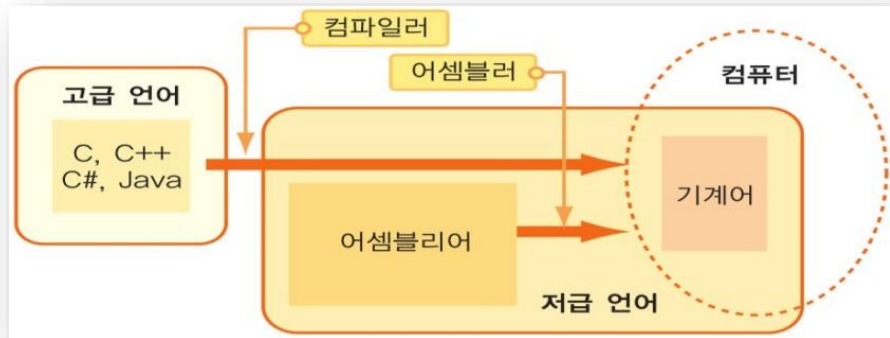 컴파일러
어셈블러
컴퓨터
고급 언어
C, C++
C#, Java
기계어
어셈블리어
저급 언어